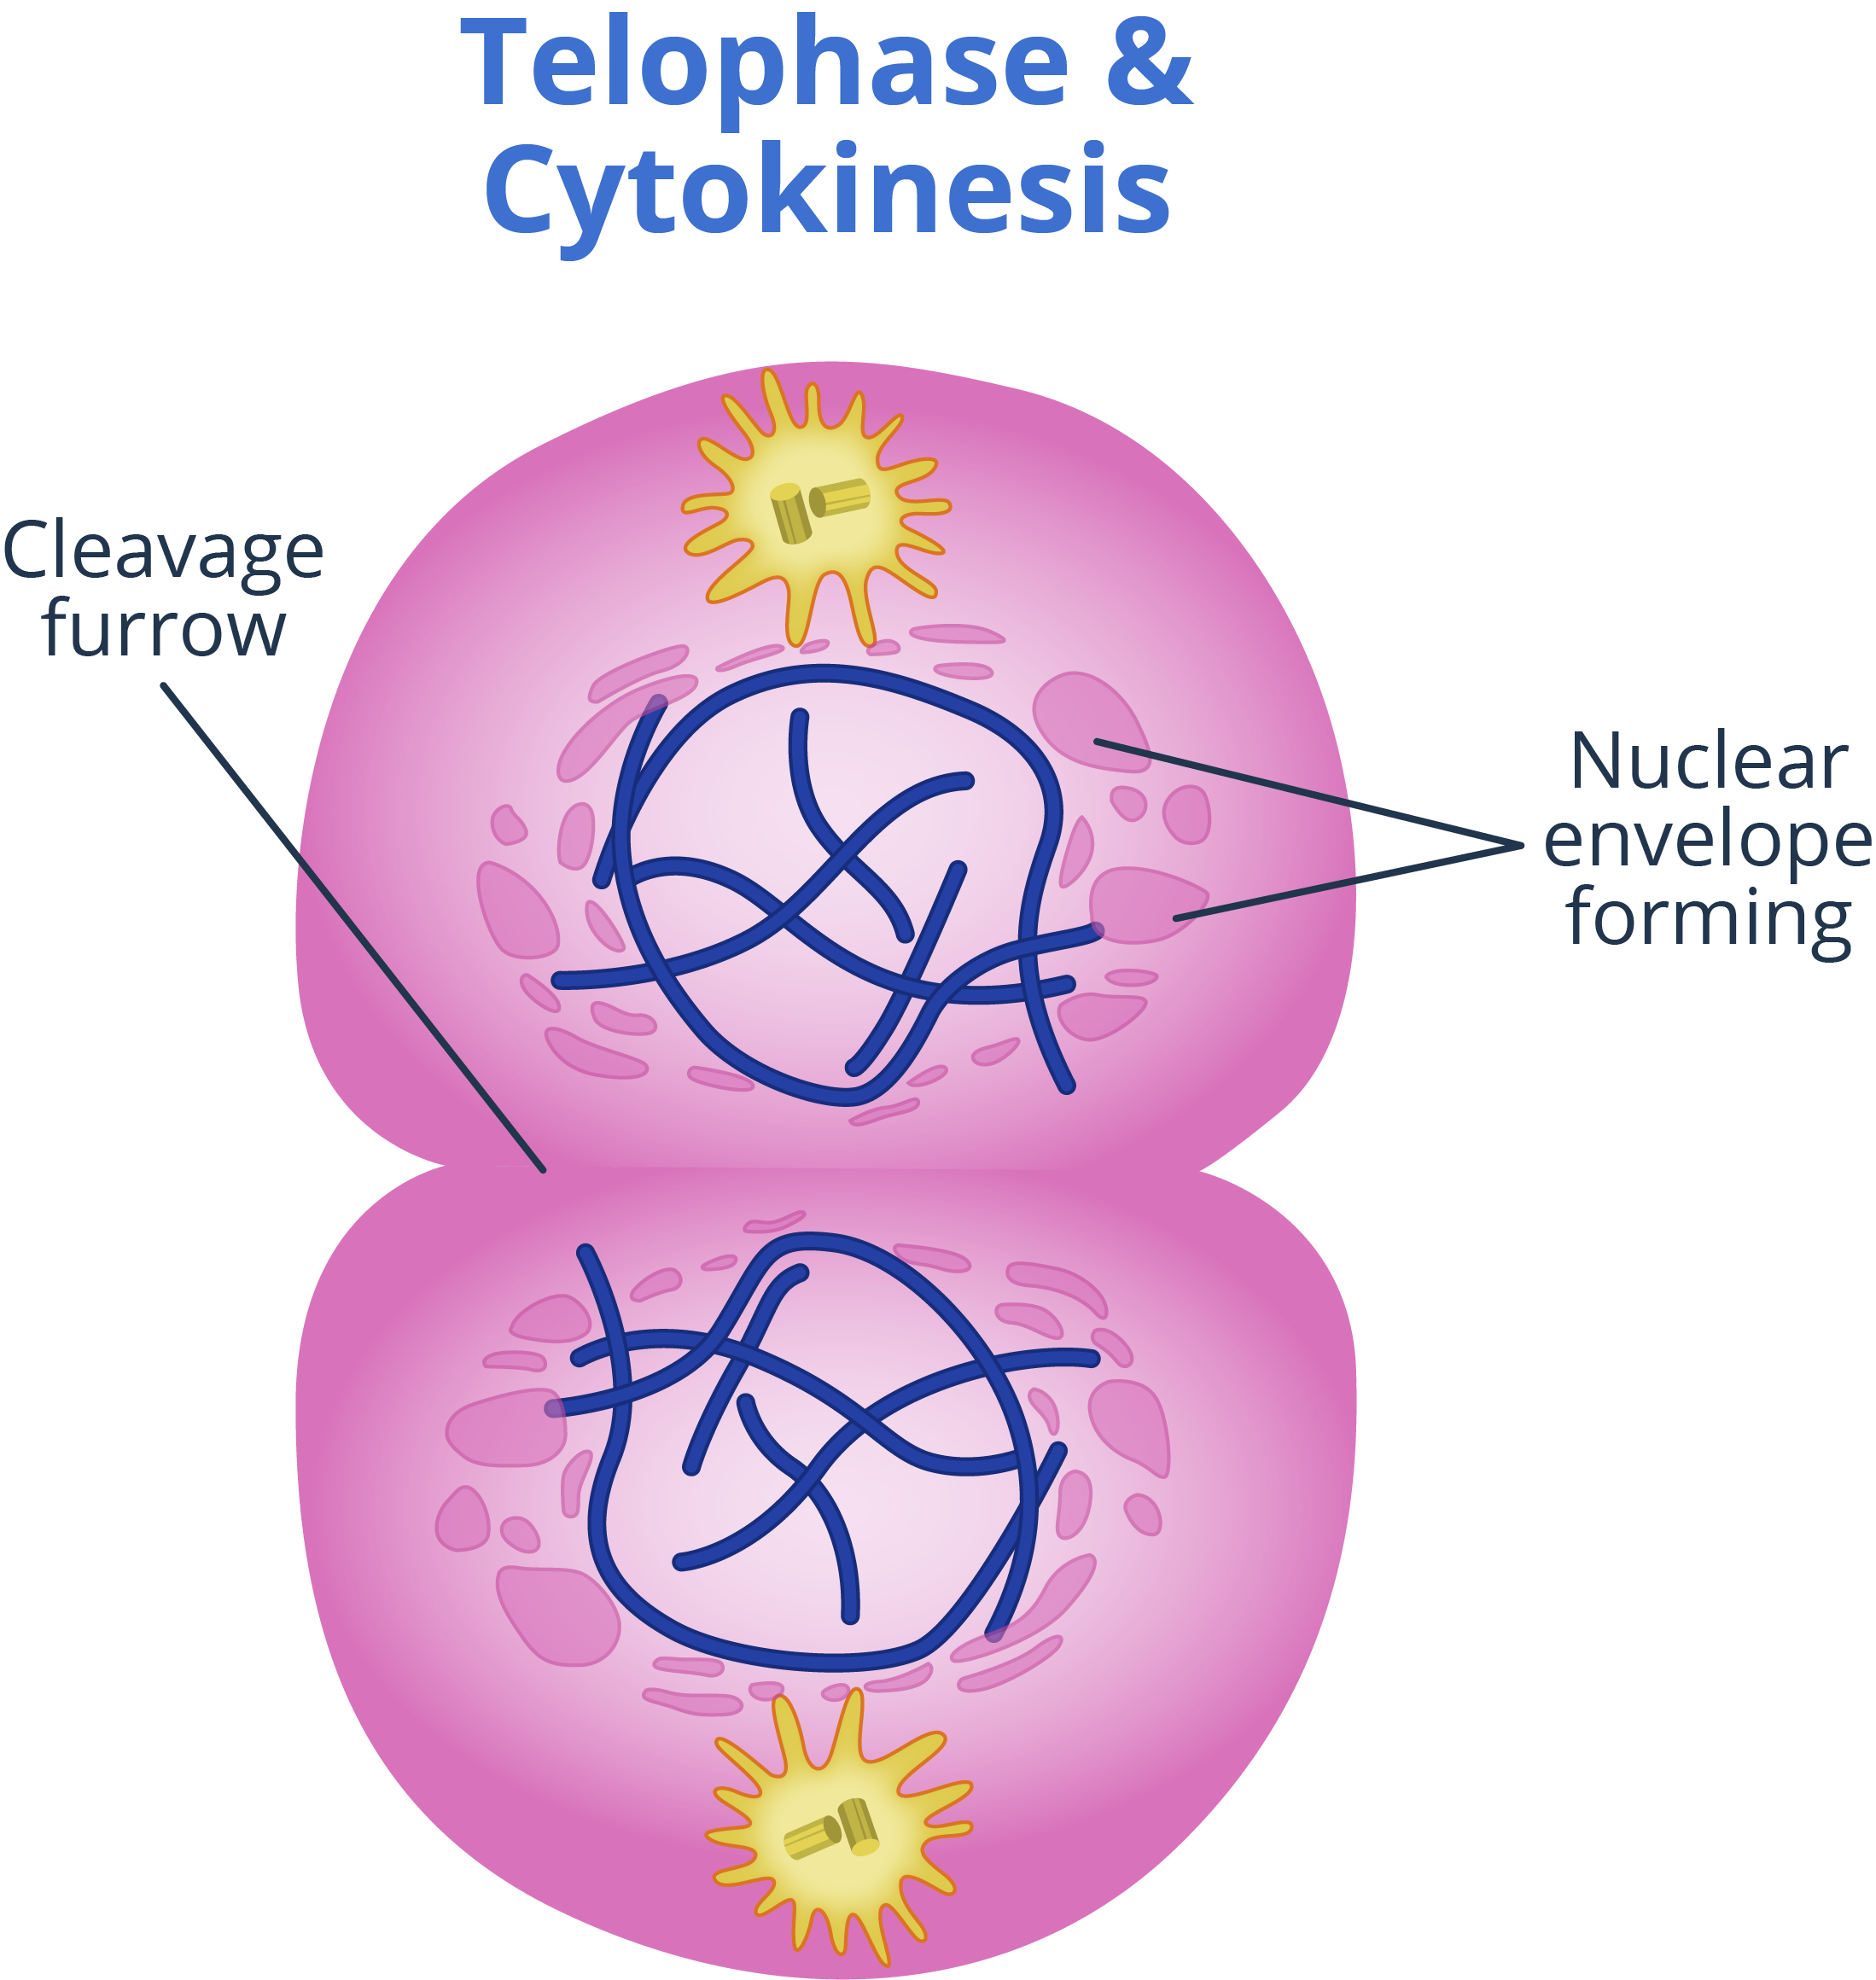 Telophase &
Cytokinesis
Cleavage
furrow
Nuclear
envelope
forming